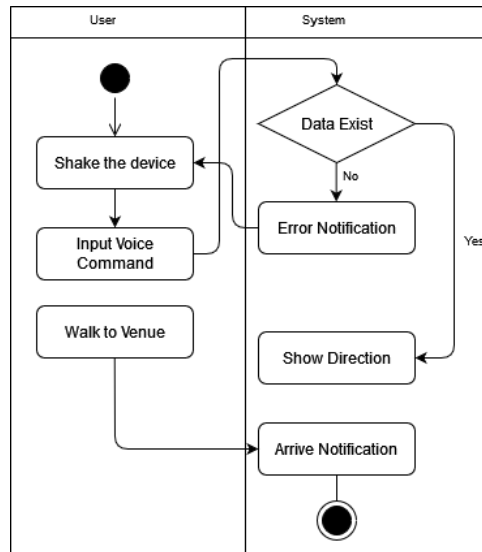 User
System
Data Exist
Shake the device
No
Error Notification
Input Voice
Command
Yes
Walk to Venue
Show Direction
Arrive Notification